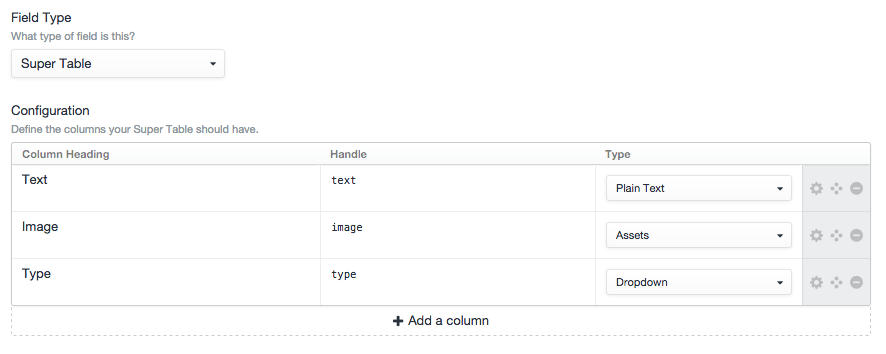 Field Type
What type of field is this?
Super Table
Configuration
Define the columns your Super Table should have.
Column Heading Handle Type
Text text Plain Text
Image image Assets
Type type Dropdown
Add a column